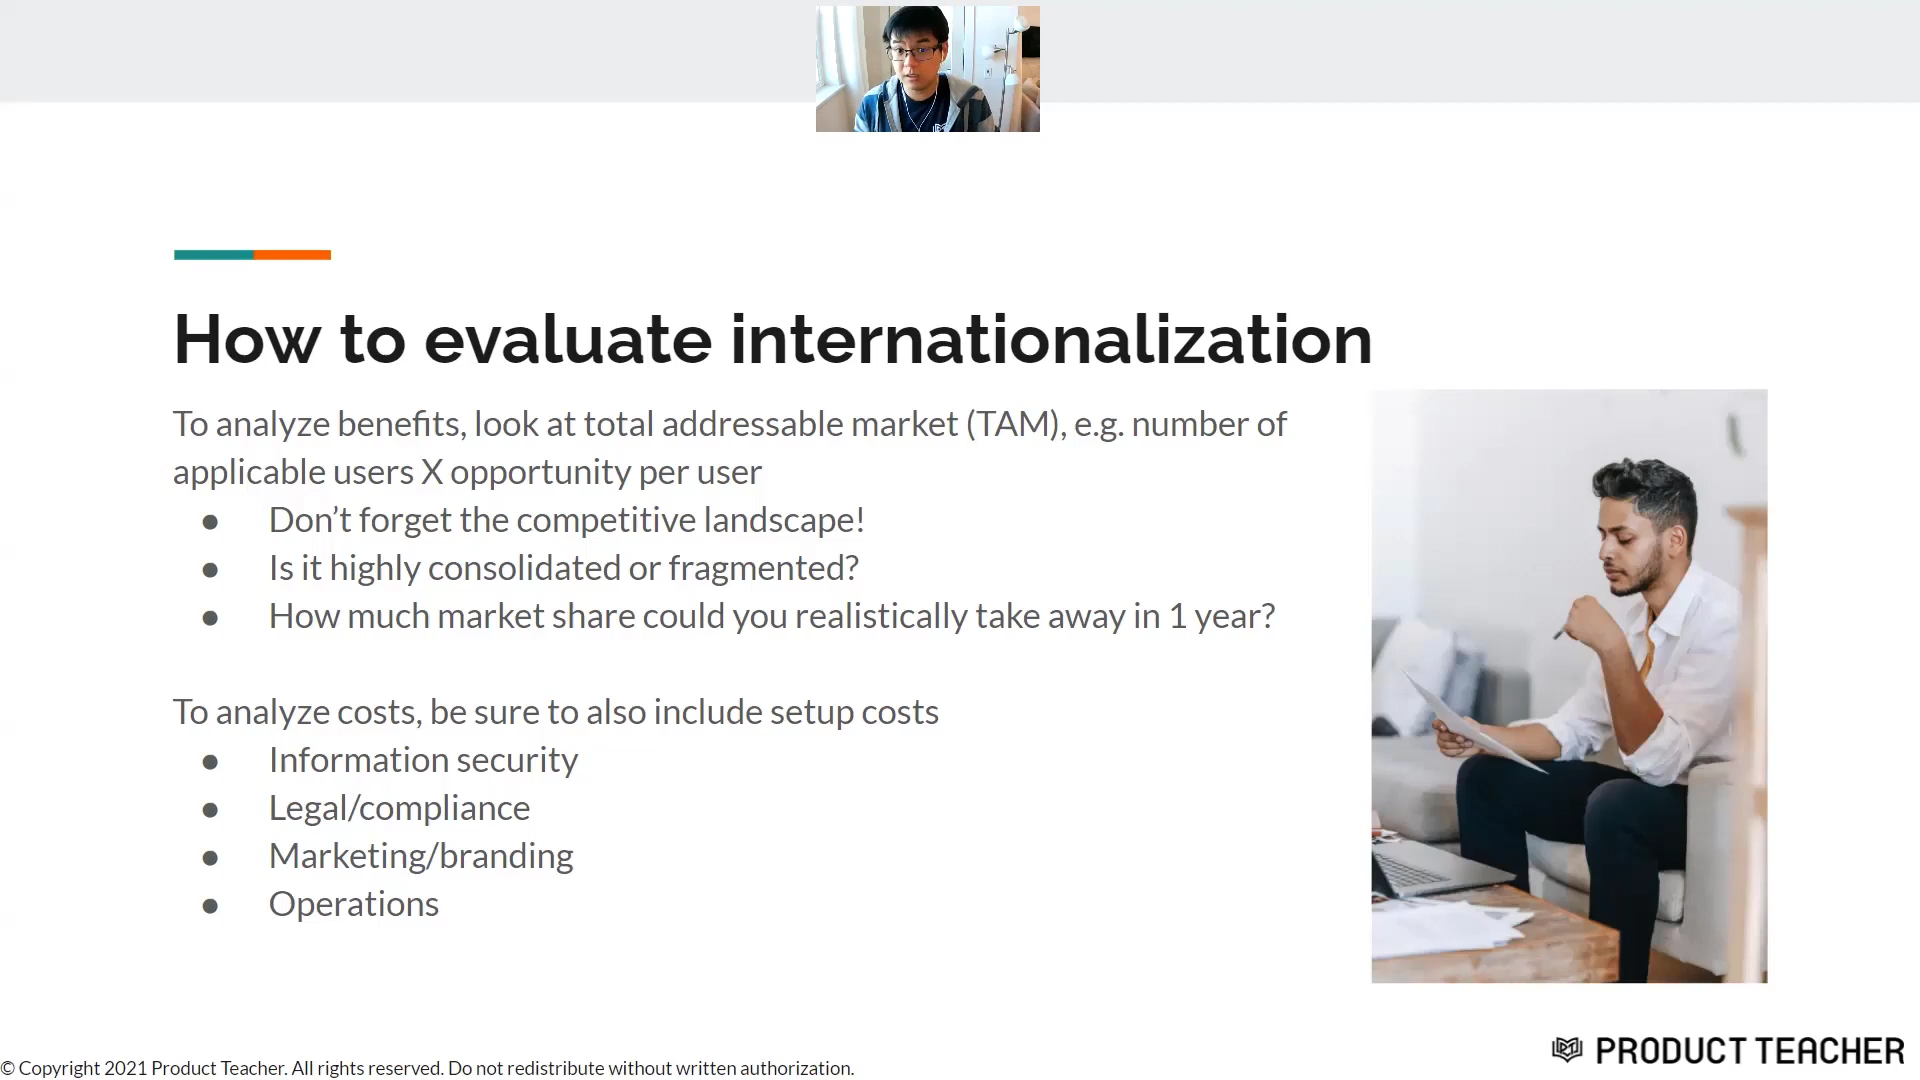 How to evaluate internationalization
To analyze benefits, look at total addressable market (TAM), e.g. number of
applicable users X opportunity per user
● Don’t forget the competitive landscape!
● Is it highly consolidated or fragmented?
● How much market share could you realistically take away in 1 year?
To analyze costs, be sure to also include setup costs
● Information security
● Legal/compliance
● Marketing/branding
● Operations
PRODUCT TEACHER
© Copyright 2021 Product Teacher. All rights reserved. Do not redistribute without written authorization.